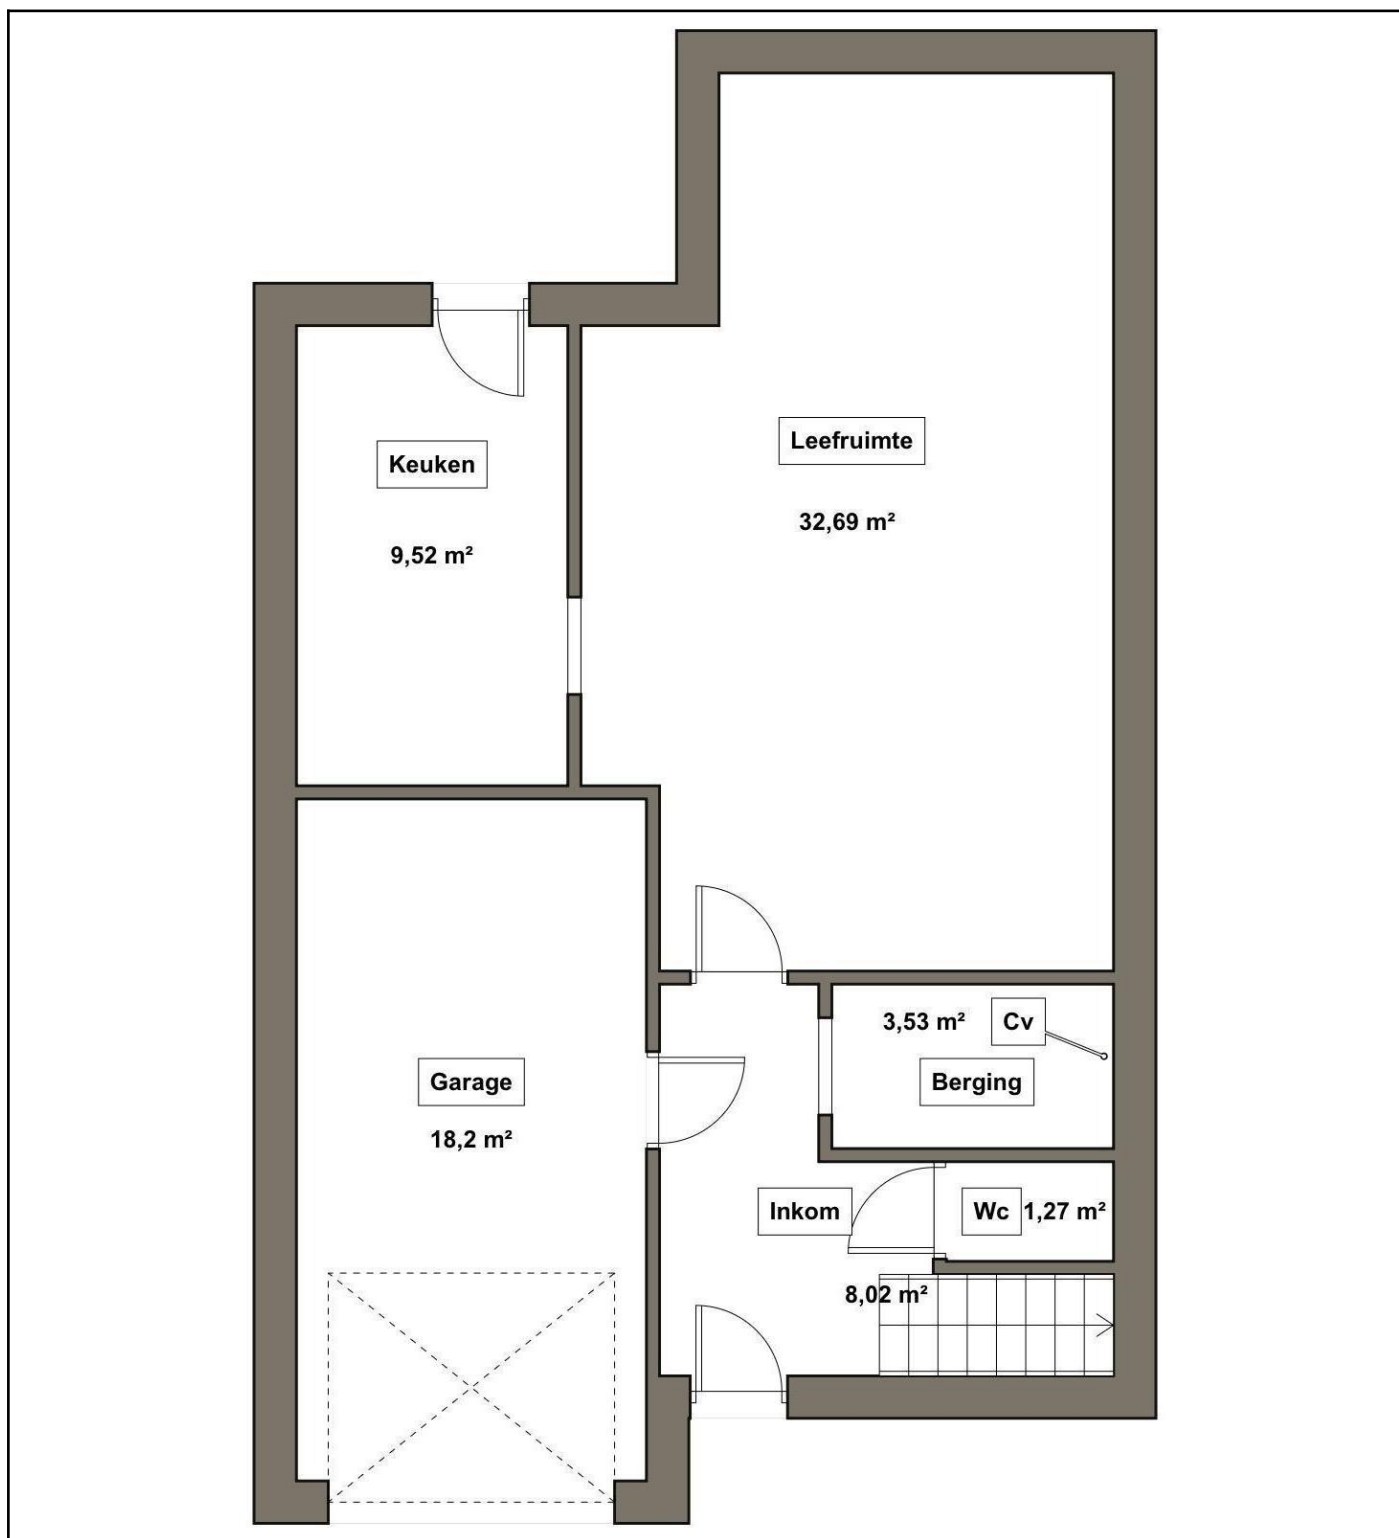 Leefruimte
Keuken
32,69 m²
9,52 m²
3,53 m²
Cv
Garage
Berging
18,2 m²
Inkom
Wc
1,27 m²
8,02 m²